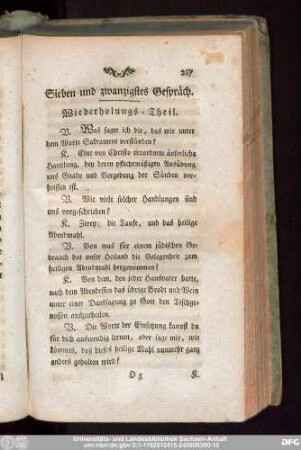 217
Sieben und zwanzigstes Gespräch.
Wiederholungs-Theil.
V. Was sagen ich dir, das wir unter
dem Worte Sakrament verständen?
K. Eine von Christo verordnete äusserliche
Handlung, bey deren pflichtmäßigen Ausübung
uns Gnade und Vergebung der Sünden ver-
heissen ist.
V. Wie viele solcher Handlungen sind
uns vorgeschrieben?
K. Zwey; die Taufe, und das heilige
Abendmahl.
V. Von was für einem jüdischen Ge-
brauch hat unser Heiland die Gelegenheit zum
heiligen Abendmahl hergenommen?
K. Von dem, den jeder Hausvater hatte,
nach dem Abendessen das übrige Brodt und Wein
unter einer Danksagung zu Gott den Tischge-
nossen auszutheilen.
V. Die Worte der Einsetzung kannst du
für dich auswendig lernen, aber sage mir, wie
kömmts, daß dieses heilige Mahl nunmehr ganz
anders gehalten wird?
K.
Universitäts- und Landesbibliothek Sachsen-Anhalt
DFG